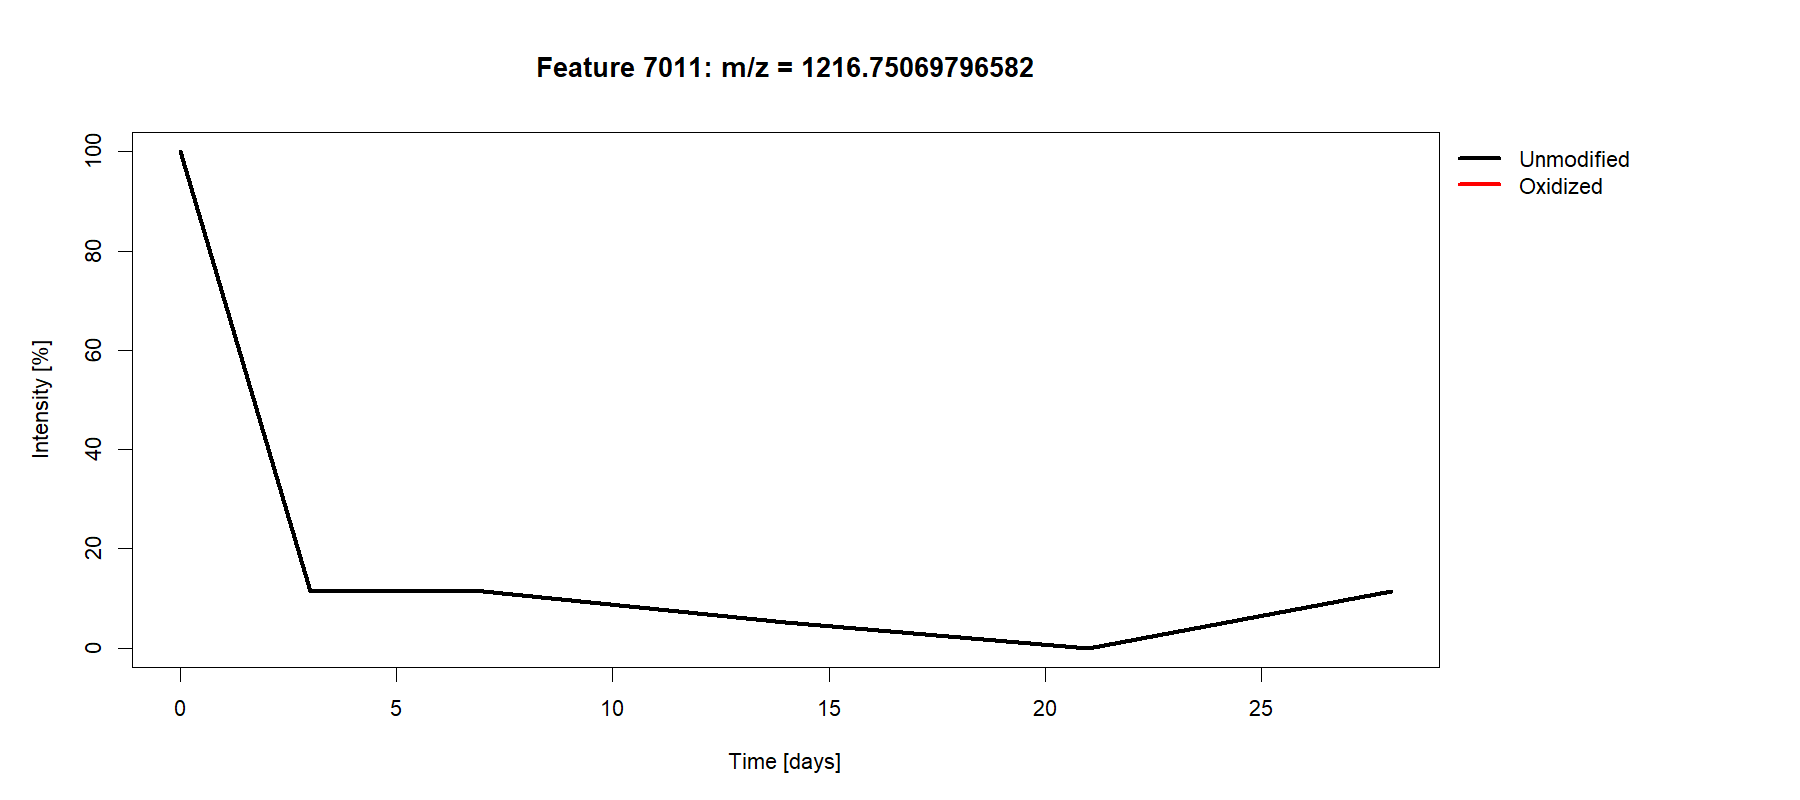 Feature 7011: m/z = 1216.75069796582
Unmodified
Oxidized
Intensity [%]
100
80
60
40
20
0
0 5 10 15 20 25
Time [days]